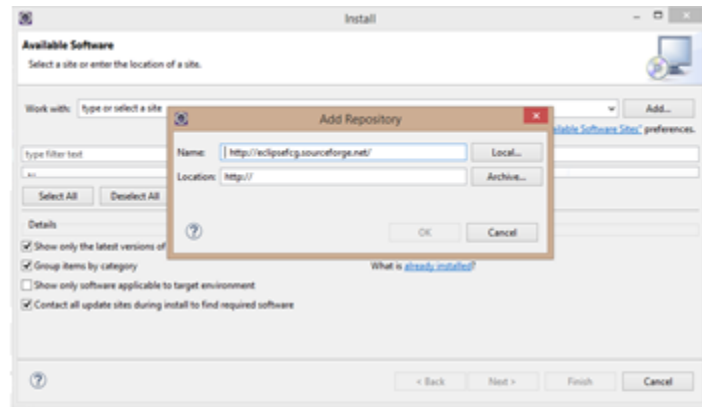 Install
Available Software
Select a site or enter the location of a site.
Work with: type or select a site
Add...
Add Repository
ilable Software Sites" preferences.
type filter text
Name: http://eclipsefcg.sourceforge.net/
Local...
Location: http://
Archive...
Select All
Deselect All
OK
Cancel
Details
Show only the latest versions of
Group items by category
What is already installed?
Show only software applicable to target environment
Contact all update sites during install to find required software
< Back
Next >
Finish
Cancel